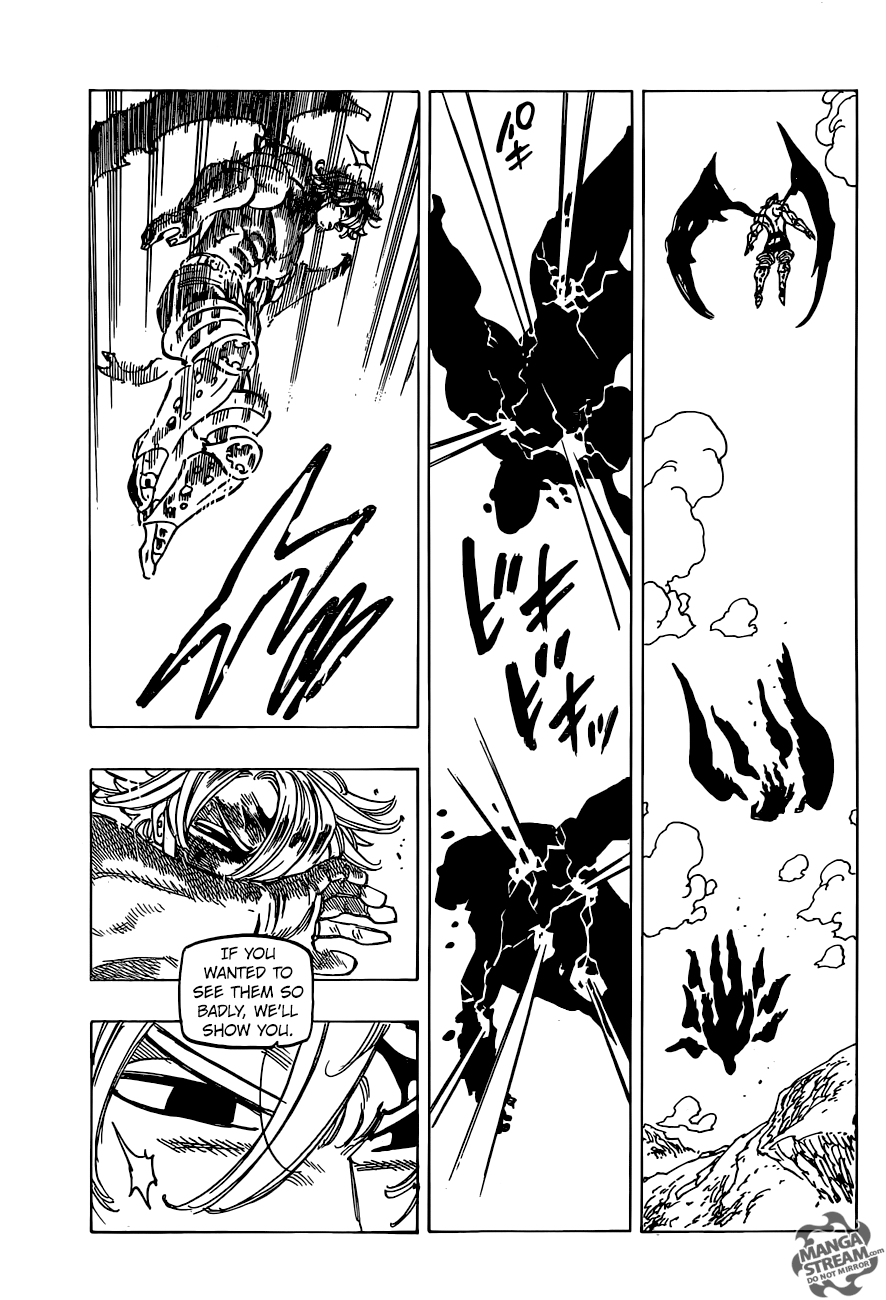 パキ
ビキ
ビキッ
IF YOU
WANTED TO
SEE THEM SO
BADLY, WE'LL
SHOW YOU.
MANGA
STREAM.com
DO NOT MIRROR